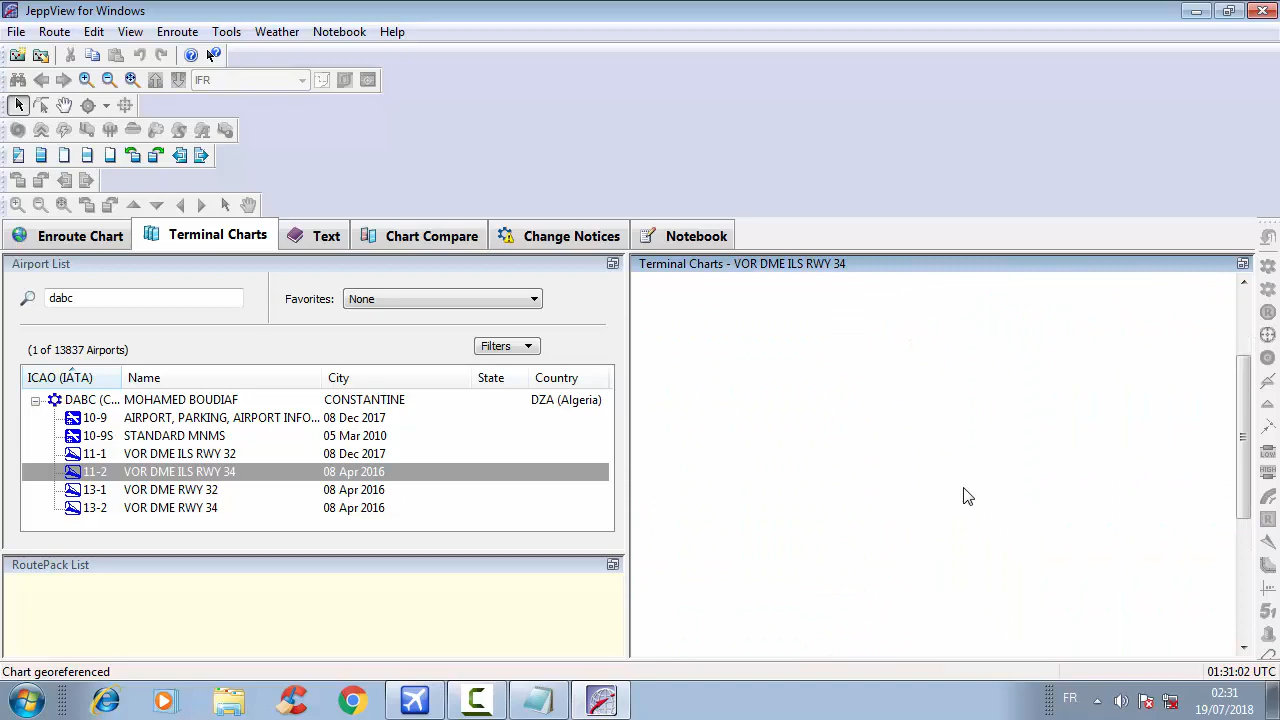 JeppView for Windows
File Route Edit View Enroute Tools Weather Notebook Help
IFR
Enroute Chart Terminal Charts Text Chart Compare Change Notices Notebook
Airport List
Terminal Charts - VOR DME ILS RWY 34
dabc
Favorites: None
(1 of 13837 Airports)
Filters
ICAO (IATA) Name City State Country
DABC (C... MOHAMED BOUDIAF CONSTANTINE DZA (Algeria)
10-9 AIRPORT, PARKING, AIRPORT INFO... 08 Dec 2017
10-9S STANDARD MNMS 05 Mar 2010
11-1 VOR DME ILS RWY 32 08 Dec 2017
11-2 VOR DME ILS RWY 34 08 Apr 2016
13-1 VOR DME RWY 32 08 Apr 2016
13-2 VOR DME RWY 34 08 Apr 2016
LOW
HIGH
R
51
RoutePack List
Chart georeferenced
01:31:02 UTC
FR
02:31
19/07/2018